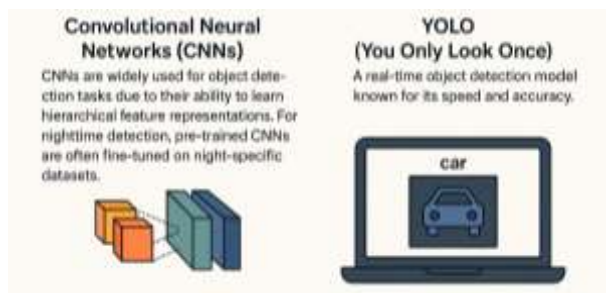 Convolutional Neural
Networks (CNNs)
CNNs are widely used for object dete-
ction tasks due to their ability to learn
hierarchical feature representations. For
nighttime detection, pre-trained CNNs
are often fine-tuned on night-specific
datasets.
YOLO
(You Only Look Once)
A real-time object detection model
known for its speed and accuracy.
car